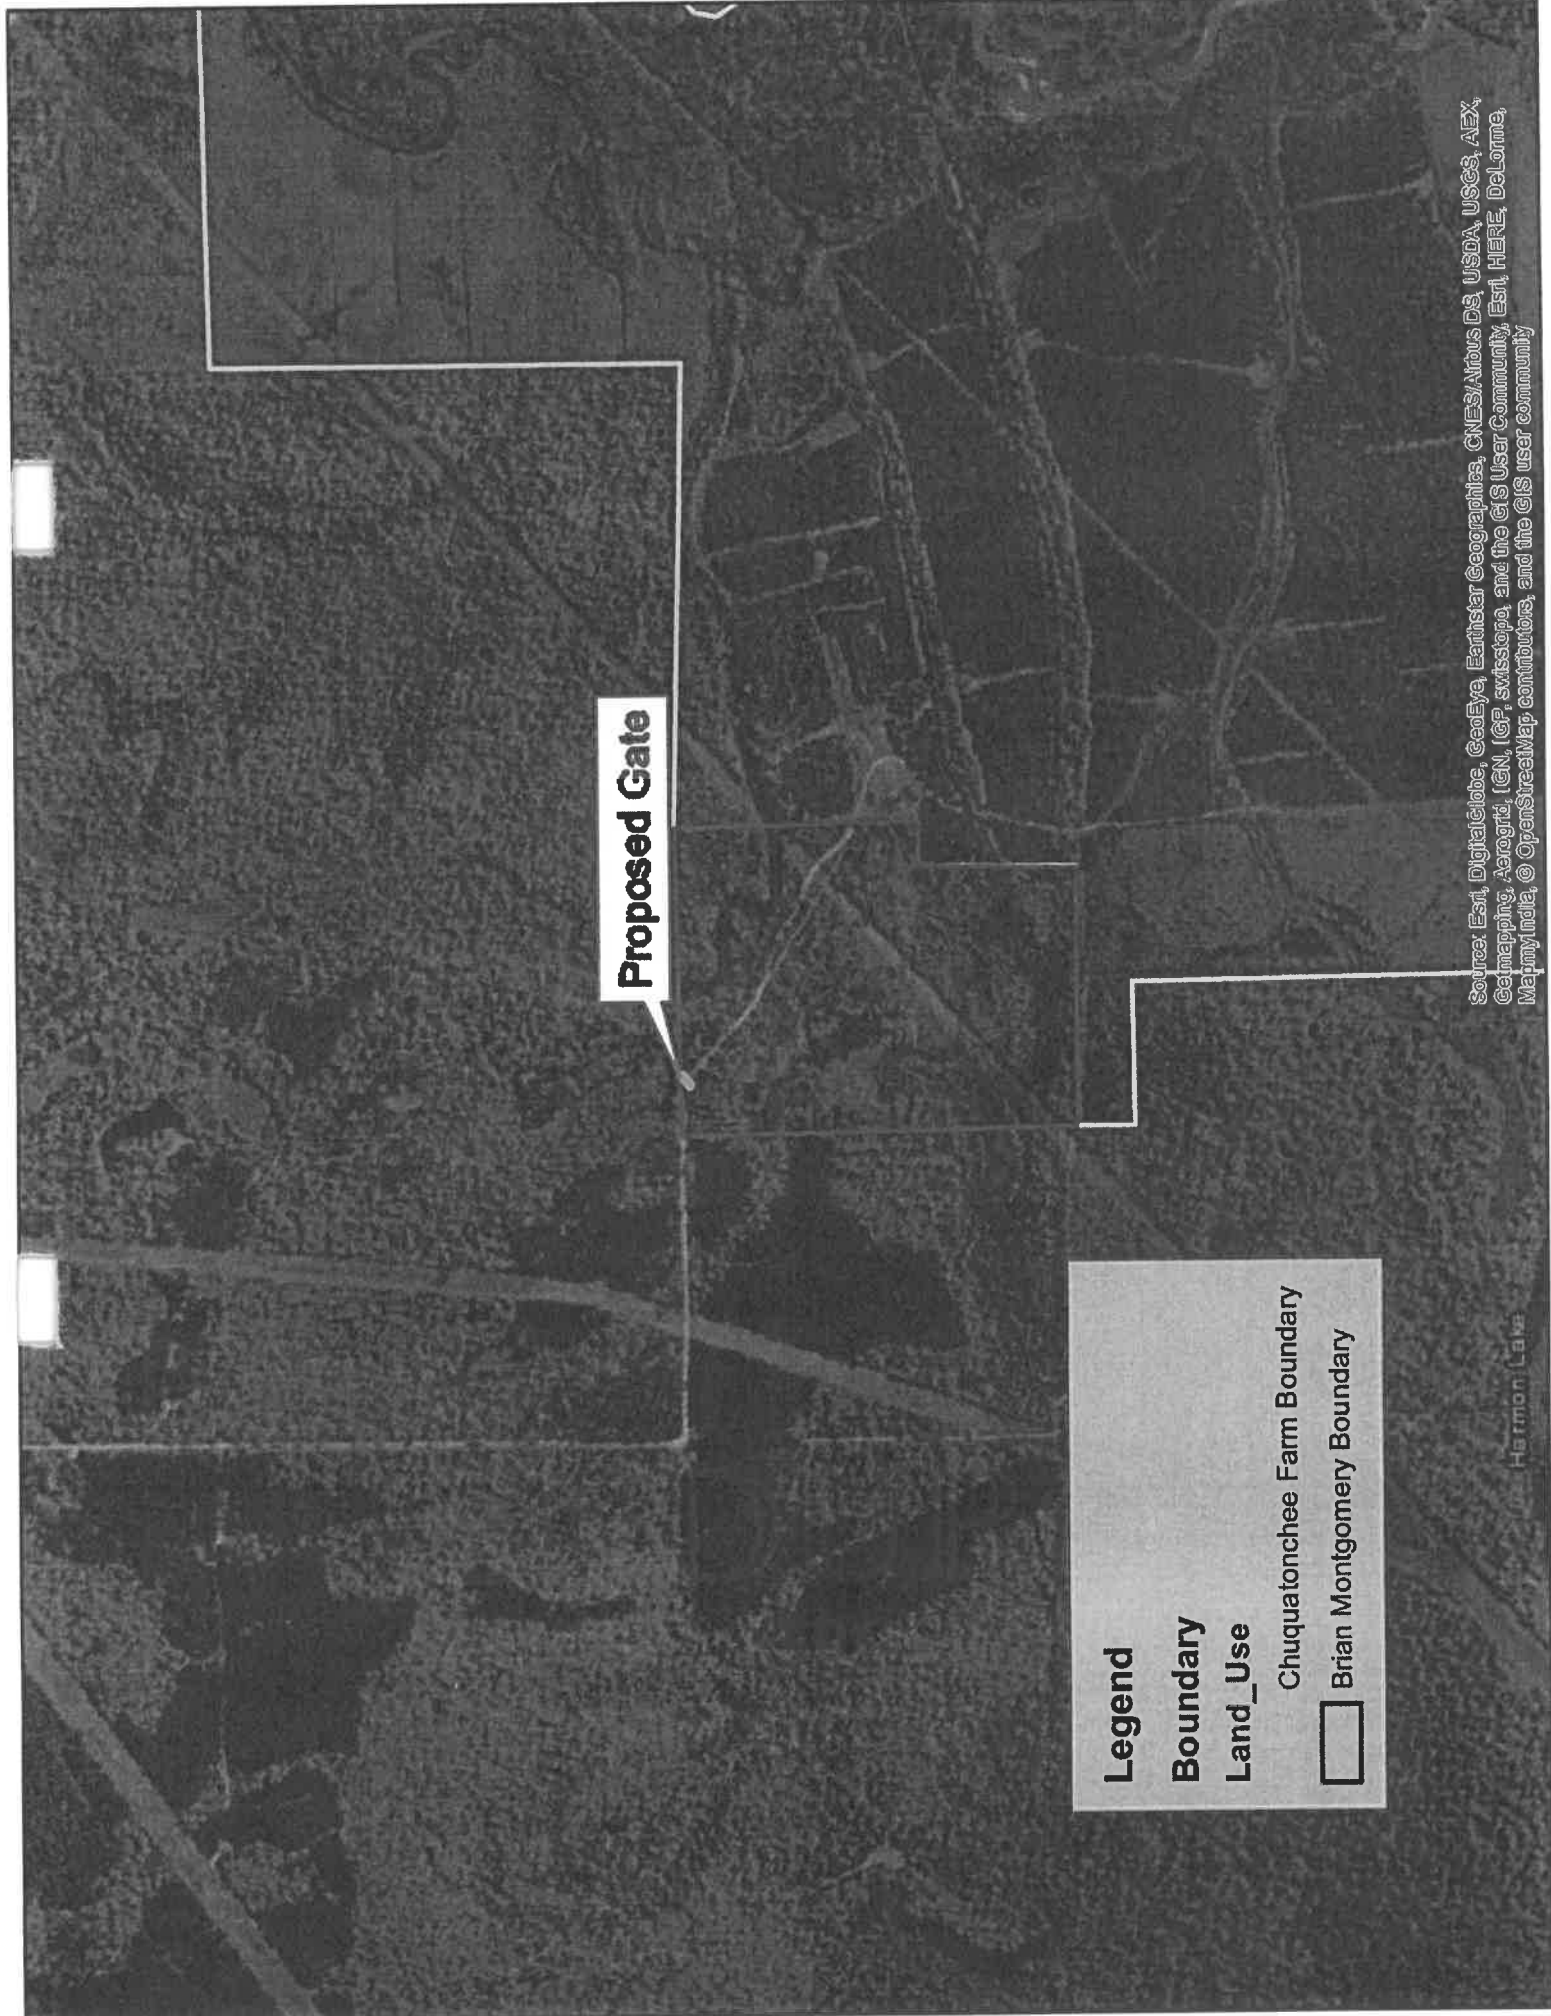 Proposed Gate
Legend
Boundary
Land_Use
Chuquatonchee Farm Boundary
Brian Montgomery Boundary
Harmon Lake
Source: Esri, DigitalGlobe, GeoEye, Earthstar Geographics, CNES/Airbus DS, USDA, USGS, AEX,
Getmapping, Aerogrid, IGN, IGP, swisstopo, and the GIS User Community, Esri, HERE, DeLorme,
MapmyIndia, © OpenStreetMap contributors, and the GIS user community